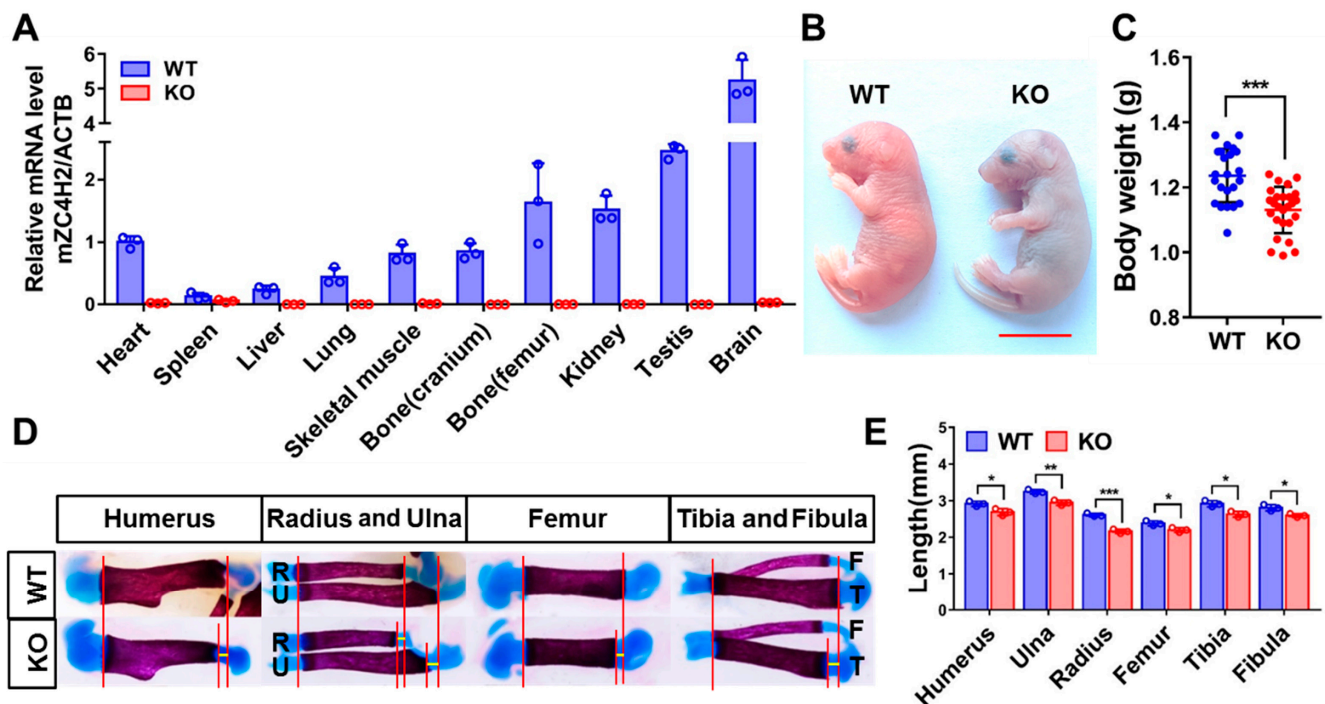 A
Relative mRNA level
mZC4H2/ACTB
6
5
4
2
1
0
WT
KO
Heart
Spleen
Liver
Lung
Skeletal muscle
Bone(cranium)
Bone(femur)
Kidney
Testis
Brain
B
WT
KO
C
Body weight (g)
1.6
1.4
1.2
1.0
0.8
***
WT
KO
D
Humerus
Radius and Ulna
Femur
Tibia and Fibula
WT
R
U
F
T
KO
R
U
F
T
E
Length(mm)
5
4
3
2
1
0
WT
KO
*
**
***
*
*
*
Humerus
Ulna
Radius
Femur
Tibia
Fibula